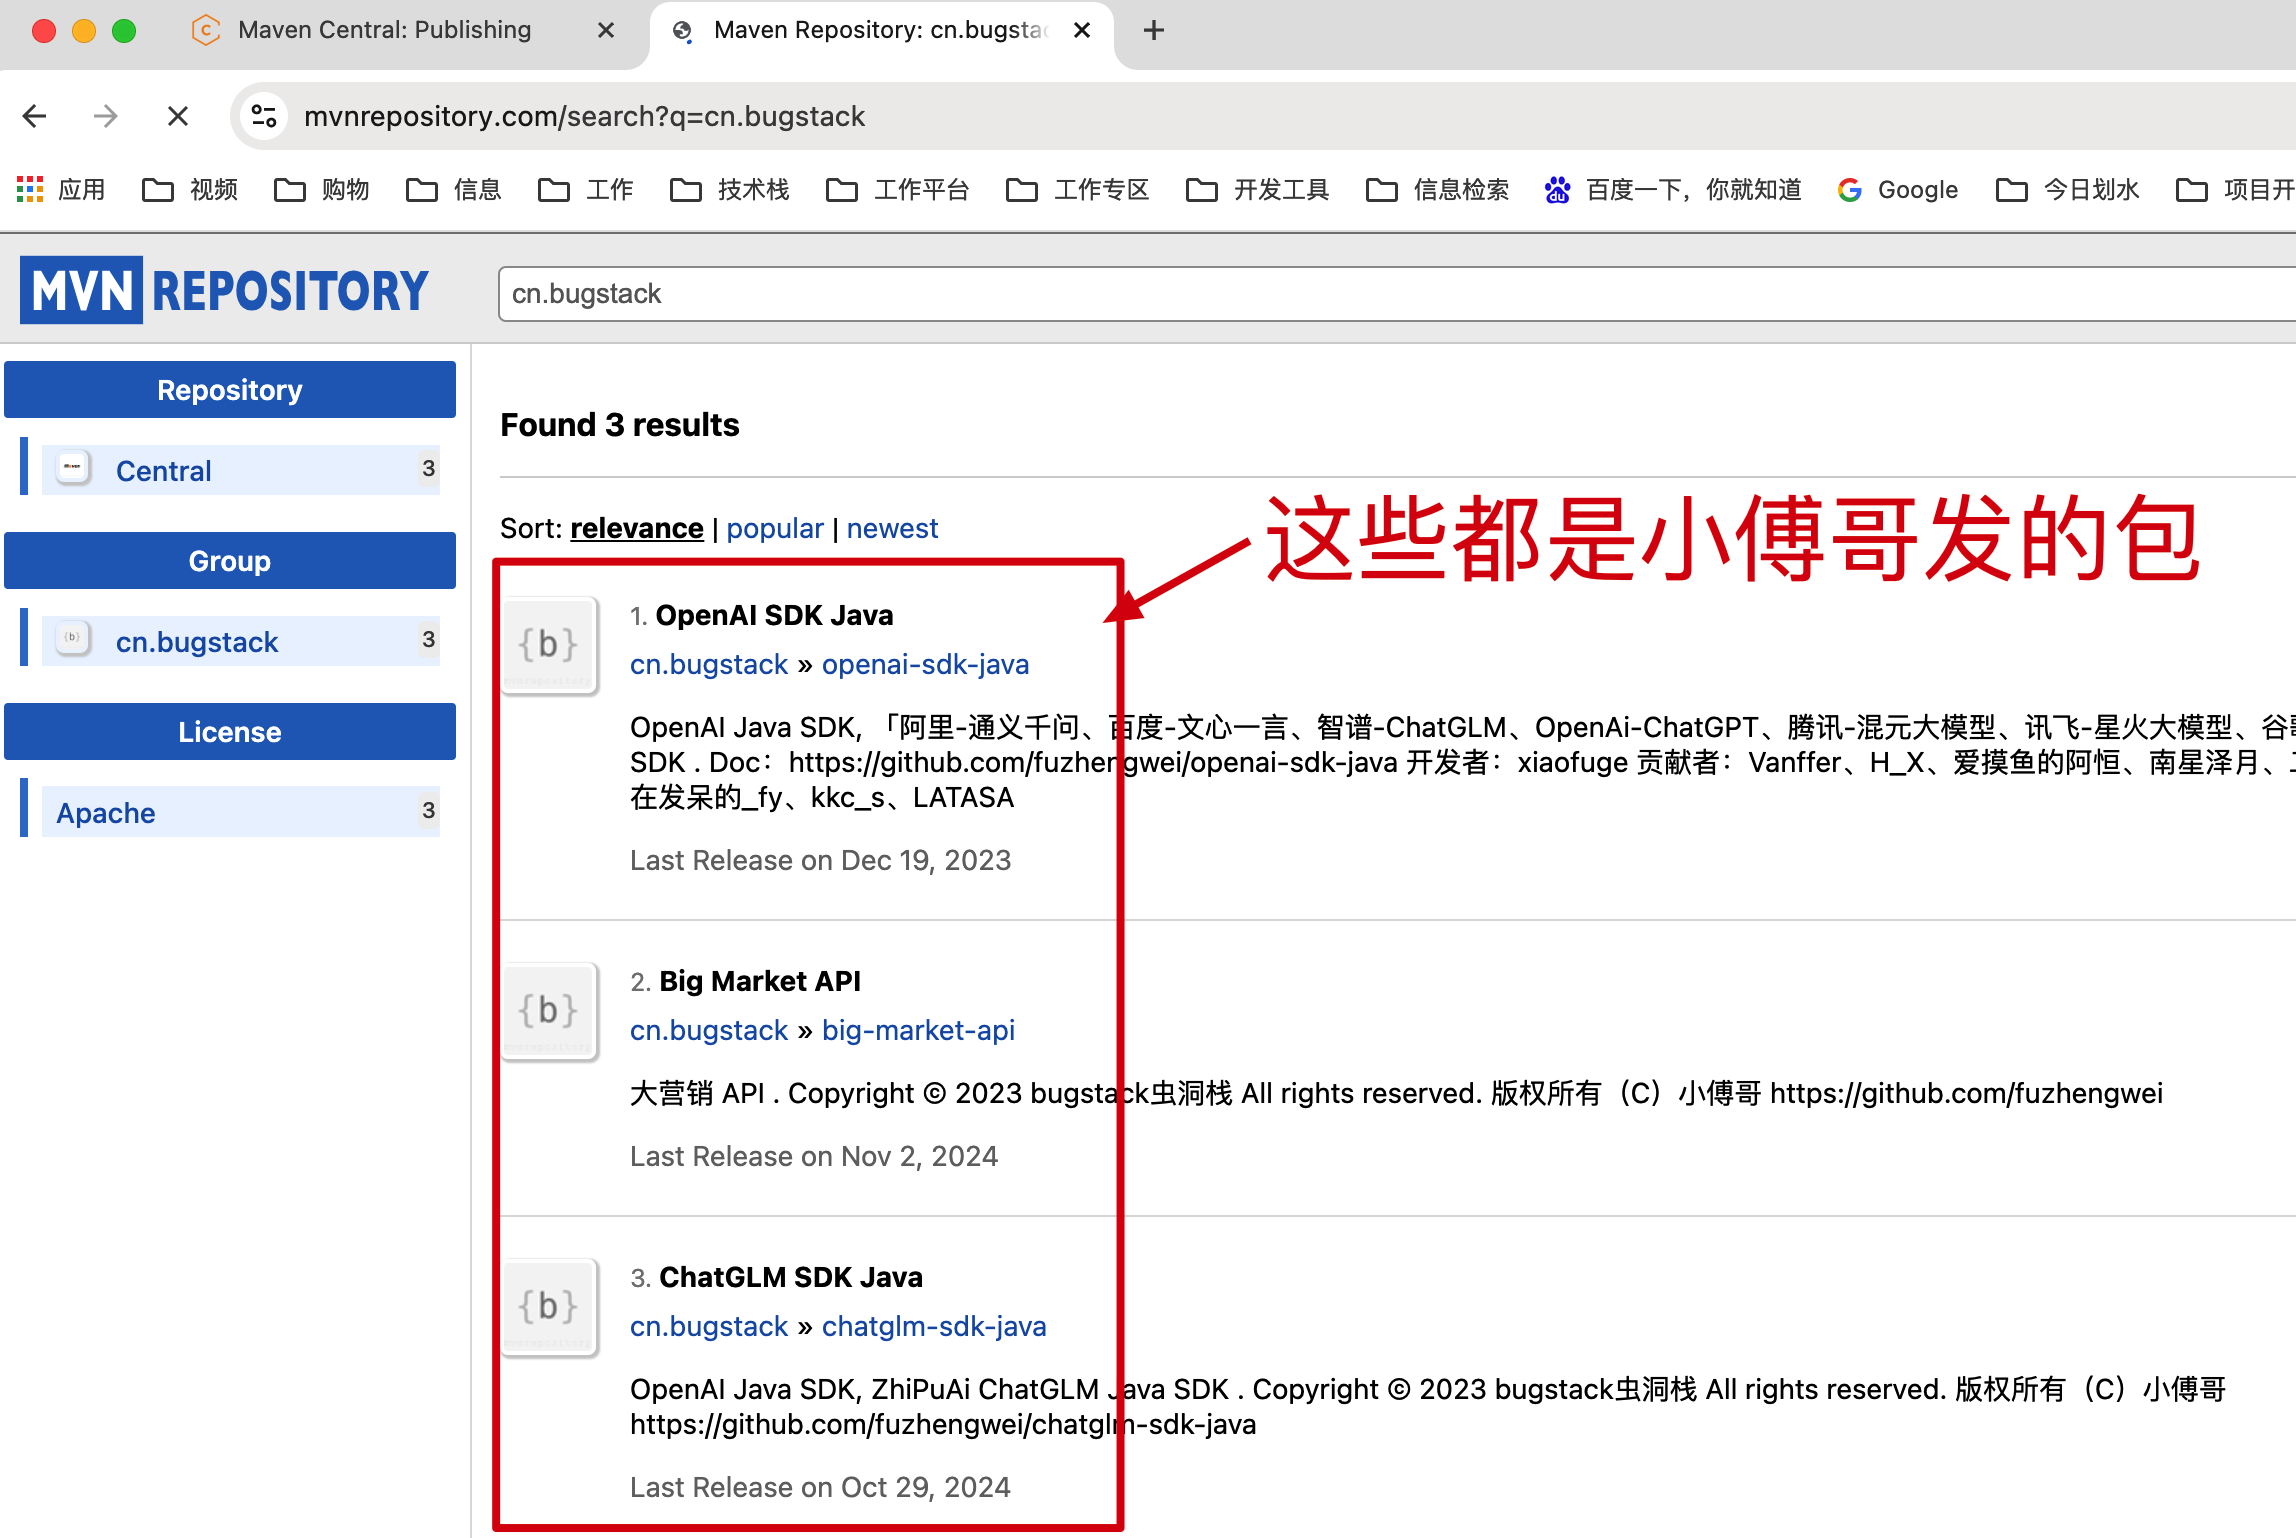 Maven Central: Publishing
Maven Repository: cn.bugstac
mvnrepository.com/search?q=cn.bugstack
应用 视频 购物 信息 工作 技术栈 工作平台 工作专区 开发工具 信息检索 百度一下，你就知道 Google 今日划水 项目开
MVN REPOSITORY
cn.bugstack
Repository
Central 3
Group
cn.bugstack 3
License
Apache 3
Found 3 results
Sort: relevance | popular | newest
这些都是小傅哥发的包
{b}
1. OpenAI SDK Java
cn.bugstack » openai-sdk-java
OpenAI Java SDK, 「阿里-通义千问、百度-文心一言、智谱-ChatGLM、OpenAi-ChatGPT、腾讯-混元大模型、讯飞-星火大模型、谷
SDK . Doc：https://github.com/fuzhengwei/openai-sdk-java 开发者：xiaofuge 贡献者：Vanffer、H_X、爱摸鱼的阿恒、南星泽月、
在发呆的_fy、kkc_s、LATASA
Last Release on Dec 19, 2023
{b}
2. Big Market API
cn.bugstack » big-market-api
大营销 API . Copyright © 2023 bugstack虫洞栈 All rights reserved. 版权所有（C）小傅哥 https://github.com/fuzhengwei
Last Release on Nov 2, 2024
{b}
3. ChatGLM SDK Java
cn.bugstack » chatglm-sdk-java
OpenAI Java SDK, ZhiPuAi ChatGLM Java SDK . Copyright © 2023 bugstack虫洞栈 All rights reserved. 版权所有（C）小傅哥
https://github.com/fuzhengwei/chatglm-sdk-java
Last Release on Oct 29, 2024